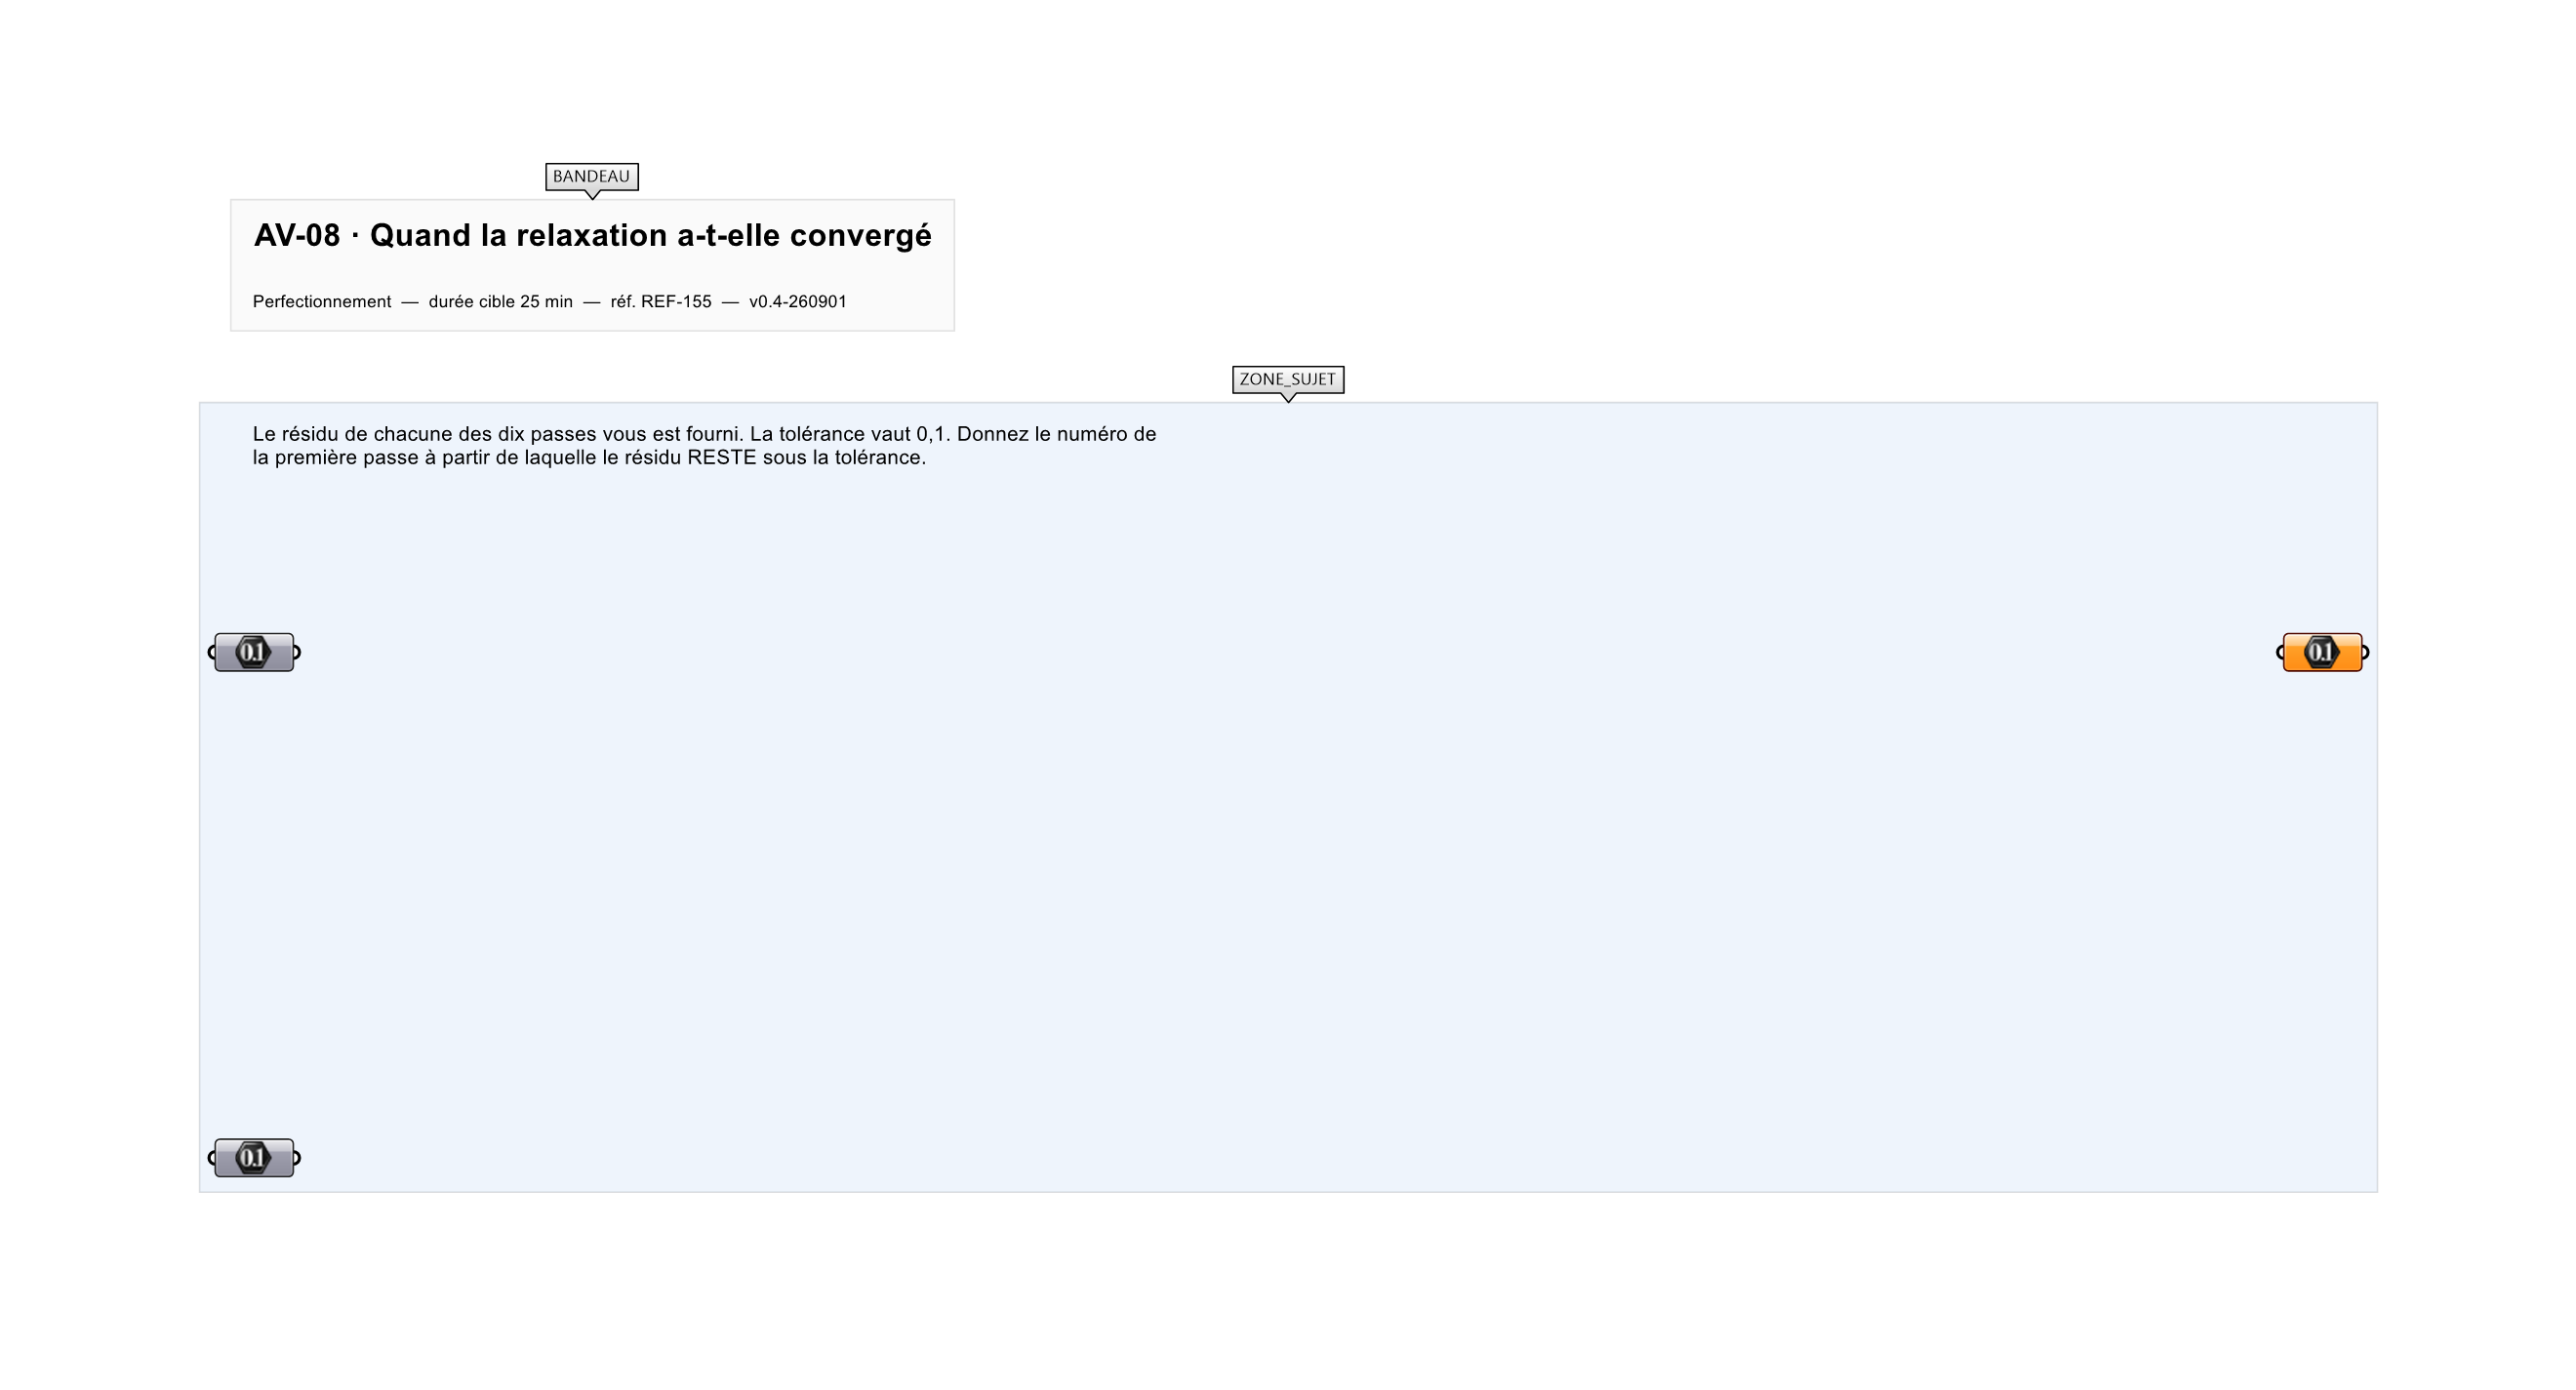 BANDEAU
AV-08 · Quand la relaxation a-t-elle convergé
Perfectionnement — durée cible 25 min — réf. REF-155 — v0.4-260901
ZONE_SUJET
Le résidu de chacune des dix passes vous est fourni. La tolérance vaut 0,1. Donnez le numéro de
la première passe à partir de laquelle le résidu RESTE sous la tolérance.
0.1
0.1
0.1